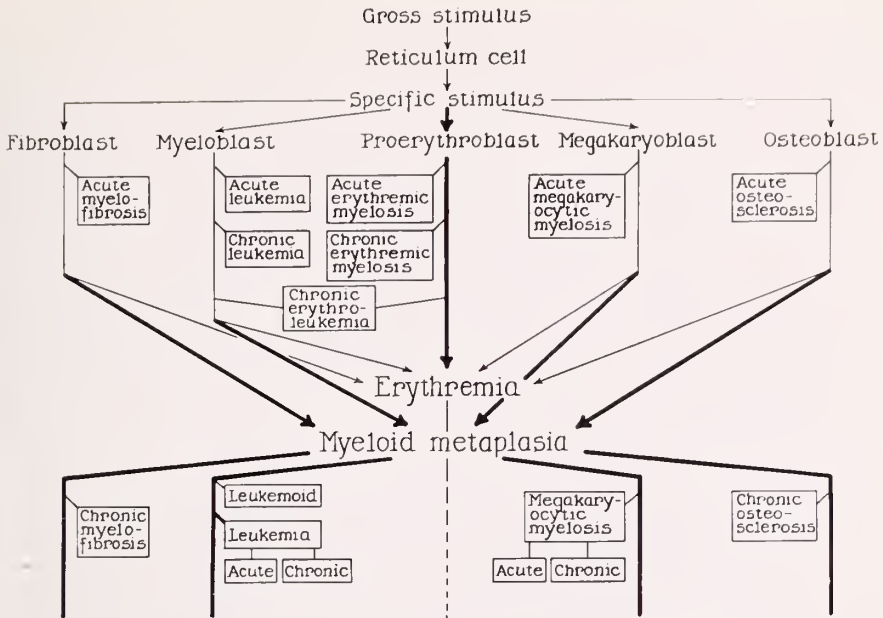 Gross stimulus
Reticulum cell
Specific stimulus
Fibroblast
Myeloblast
Proerythroblast
Megakaryoblast
Osteoblast
Acute
myelo-
fibrosis
Acute
leukemia
Acute
erythremic
myelosis
Acute
megakary-
ocytic
myelosis
Acute
osteo-
sclerosis
Chronic
leukemia
Chronic
erythremic
myelosis
Chronic
erythro-
leukemia
Erythremia
Myeloid metaplasia
Chronic
myelo-
fibrosis
Leukemoid
Leukemia
Acute
Chronic
Megakary-
ocytic
myelosis
Acute
Chronic
Chronic
osteo-
sclerosis